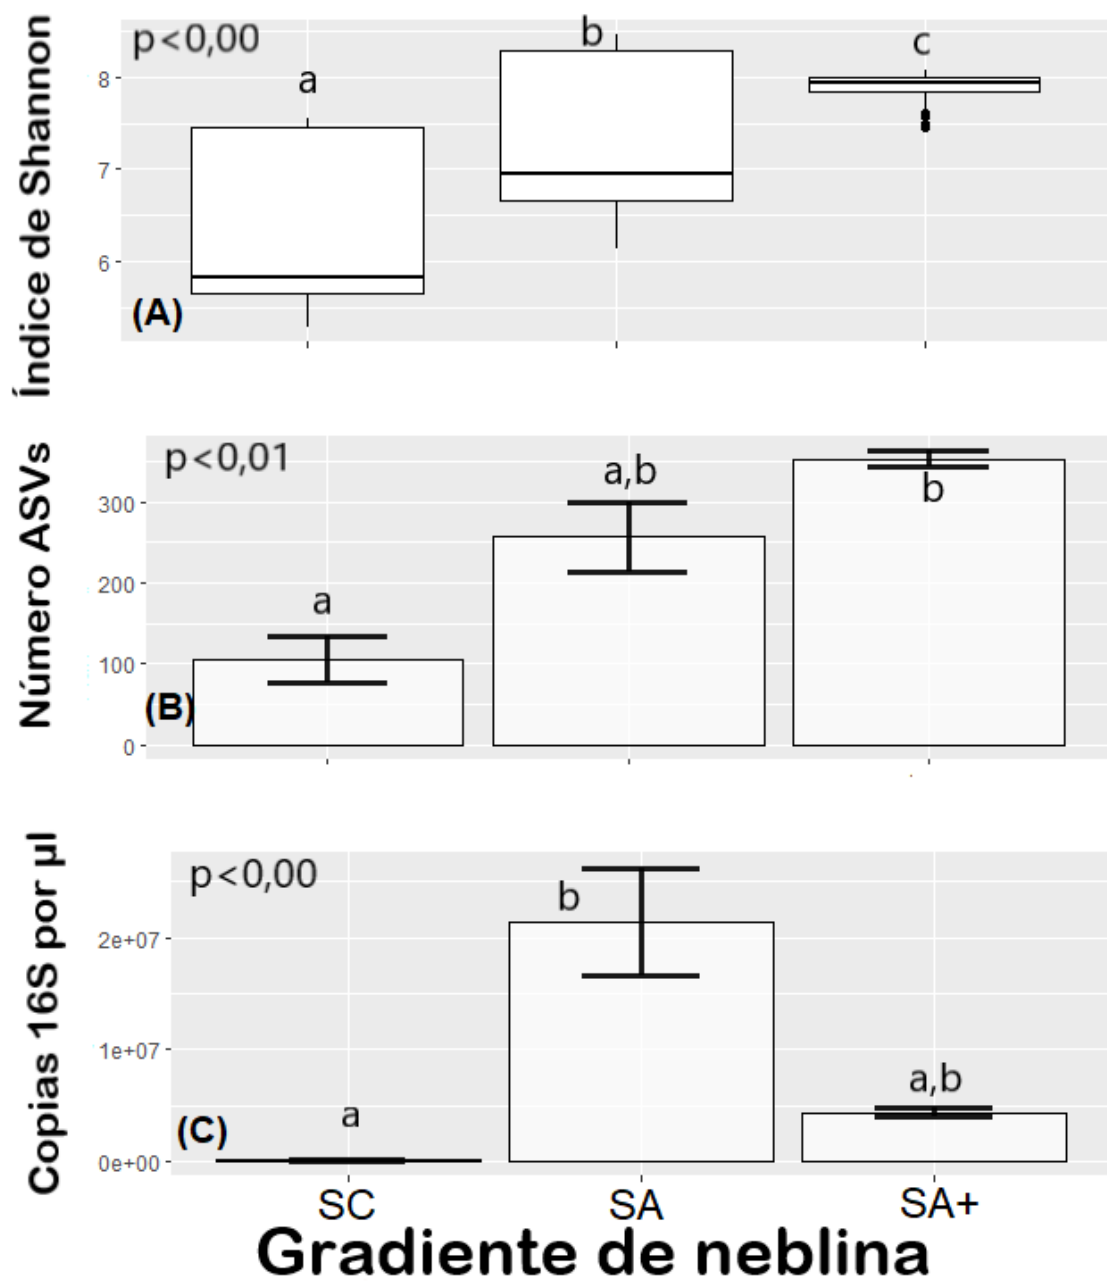 Índice de Shannon
p<0,00
a
b
c
8
7
6
(A)
Número ASVs
p<0,01
a
a,b
b
300
200
100
0
(B)
Copias 16S por µl
p<0,00
a
b
a,b
2e+07
1e+07
0e+00
(C)
SC SA SA+
Gradiente de neblina